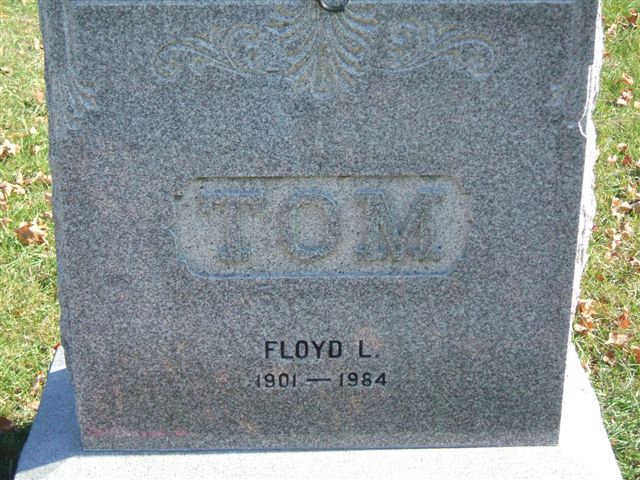 TOM
FLOYD L.
1901 — 1984